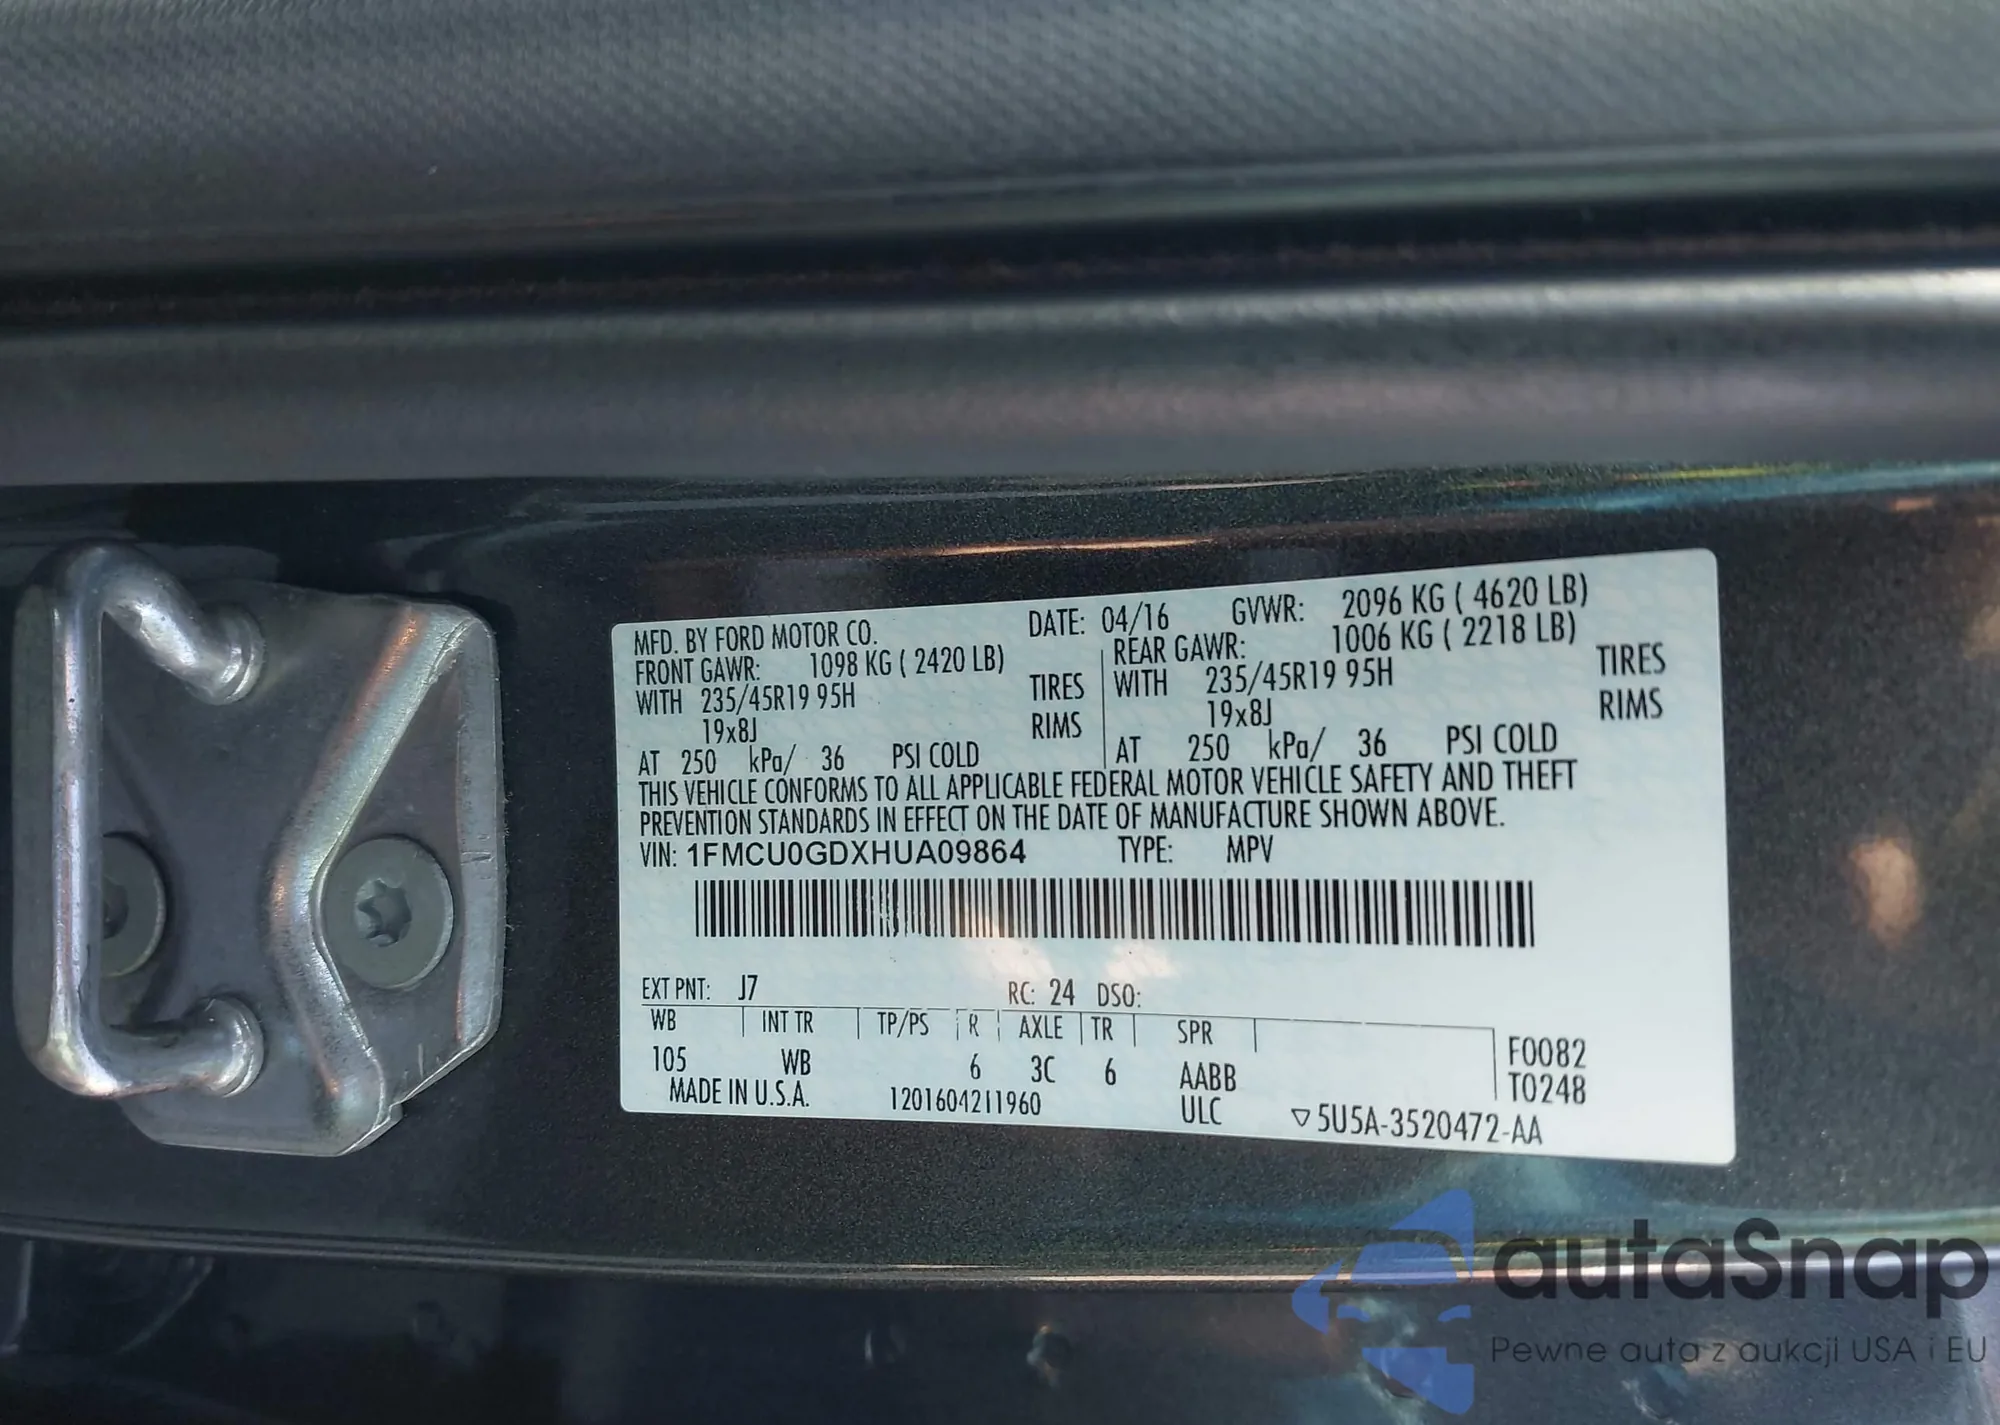 MFD. BY FORD MOTOR CO. DATE: 04/16 GVWR: 2096 KG ( 4620 LB)
FRONT GAWR: 1098 KG ( 2420 LB) REAR GAWR: 1006 KG ( 2218 LB)
WITH 235/45R19 95H TIRES WITH 235/45R19 95H TIRES
19x8J RIMS 19x8J RIMS
AT 250 kPa/ 36 PSI COLD AT 250 kPa/ 36 PSI COLD
THIS VEHICLE CONFORMS TO ALL APPLICABLE FEDERAL MOTOR VEHICLE SAFETY AND THEFT
PREVENTION STANDARDS IN EFFECT ON THE DATE OF MANUFACTURE SHOWN ABOVE.
VIN: 1FMCU0GDXHUA09864 TYPE: MPV
EXT PNT: J7 RC: 24 DSO:
WB INT TR TP/PS R AXLE TR SPR F0082
105 WB 6 3C 6 AABB T0248
MADE IN U.S.A. 1201604211960 ULC ▽5U5A-3520472-AA
autaSnap
Pewne auta z aukcji USA i EU